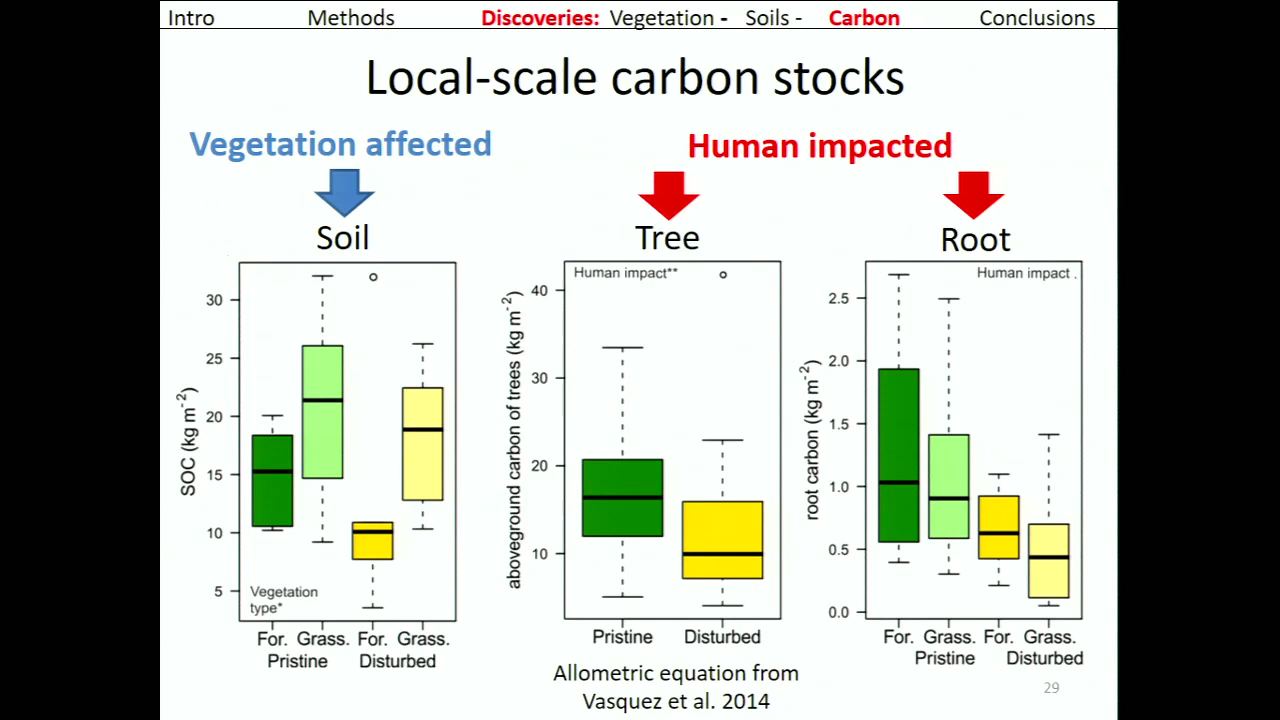 Intro Methods Discoveries: Vegetation - Soils - Carbon Conclusions
Local-scale carbon stocks
Vegetation affected
Human impacted
Soil
Tree
Root
SOC (kg m-2)
30
25
20
15
10
5
Vegetation
type*
For. Grass. For. Grass.
Pristine Disturbed
aboveground carbon of trees (kg m-2)
40
30
20
10
Human impact**
Pristine Disturbed
Allometric equation from
Vasquez et al. 2014
root carbon (kg m-2)
2.5
2.0
1.5
1.0
0.5
0.0
Human impact .
For. Grass. For. Grass.
Pristine Disturbed
29